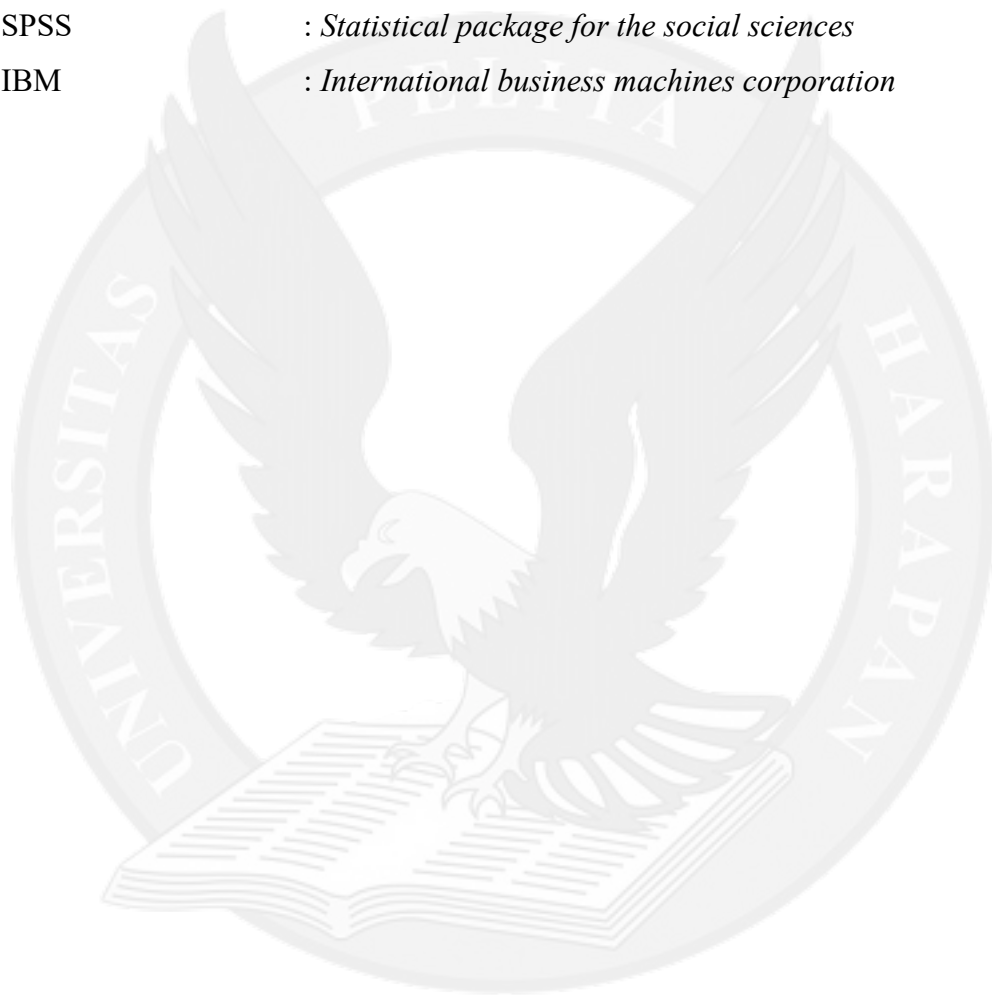 SPSS : Statistical package for the social sciences
IBM : International business machines corporation
UNIVERSITAS PELITA HARAPAN